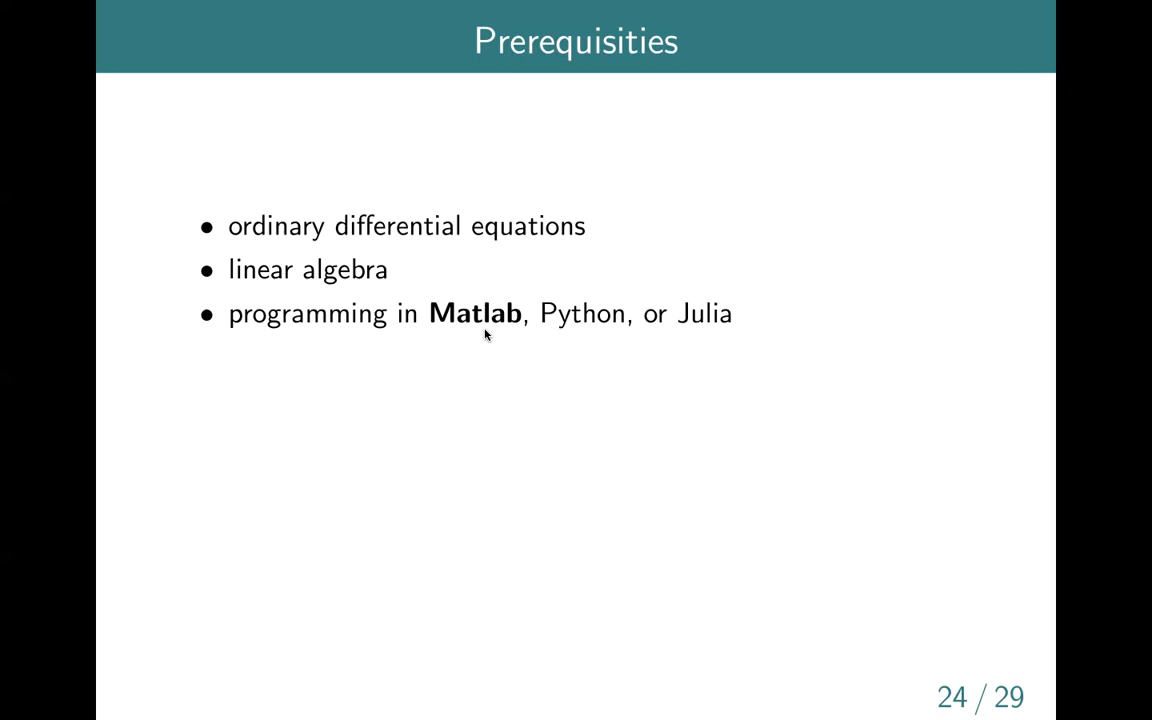 Prerequisities
• ordinary differential equations
• linear algebra
• programming in Matlab, Python, or Julia
24 / 29